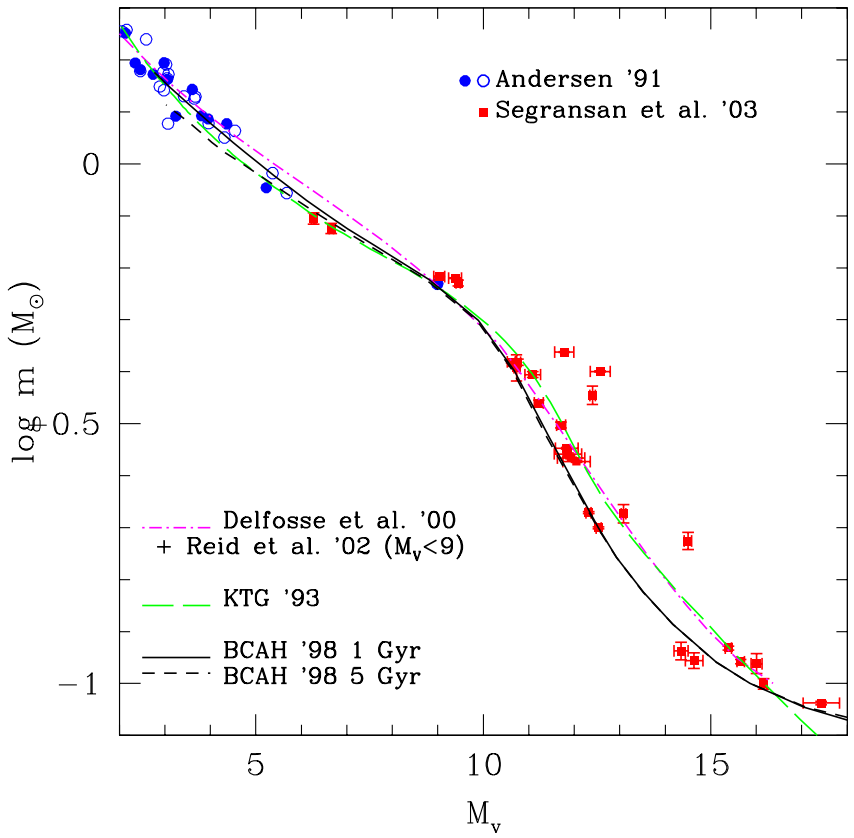 Andersen '91
Segransan et al. '03
0
−0.5
−1
log m (M⊙)
Delfosse et al. '00
+ Reid et al. '02 (Mv<9)
KTG '93
BCAH '98 1 Gyr
BCAH '98 5 Gyr
5 10 15
Mv